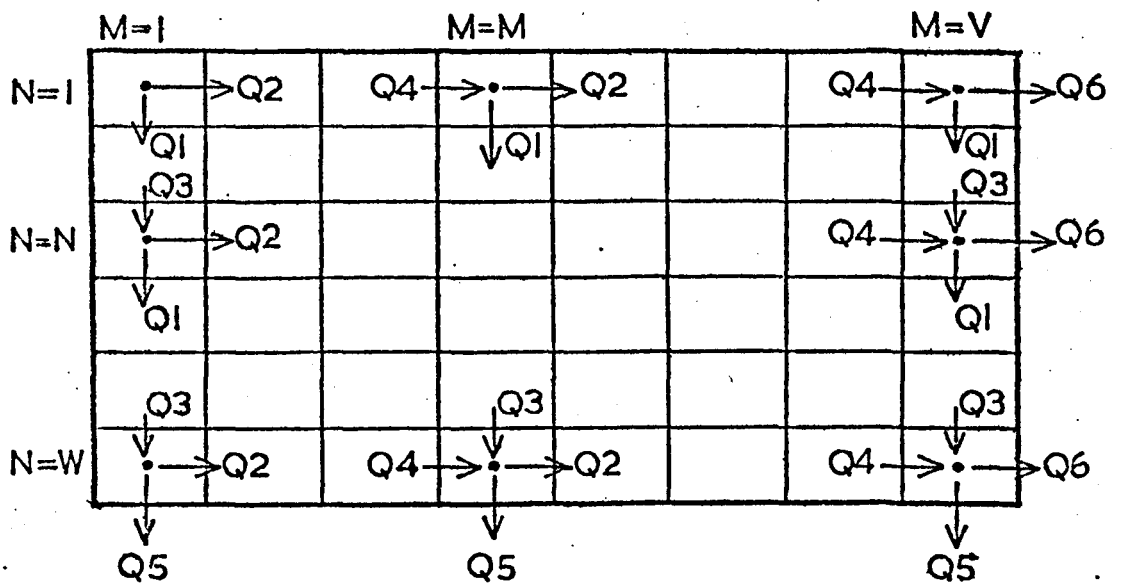 M=1 M=M M=V
N=1 Q2 Q4 Q2 Q4 Q6
Q1 Q1 Q1
Q3 Q3
N=N Q2 Q4 Q6
Q1 Q1
Q3 Q3 Q3
N=W Q2 Q4 Q2 Q4 Q6
Q5 Q5 Q5